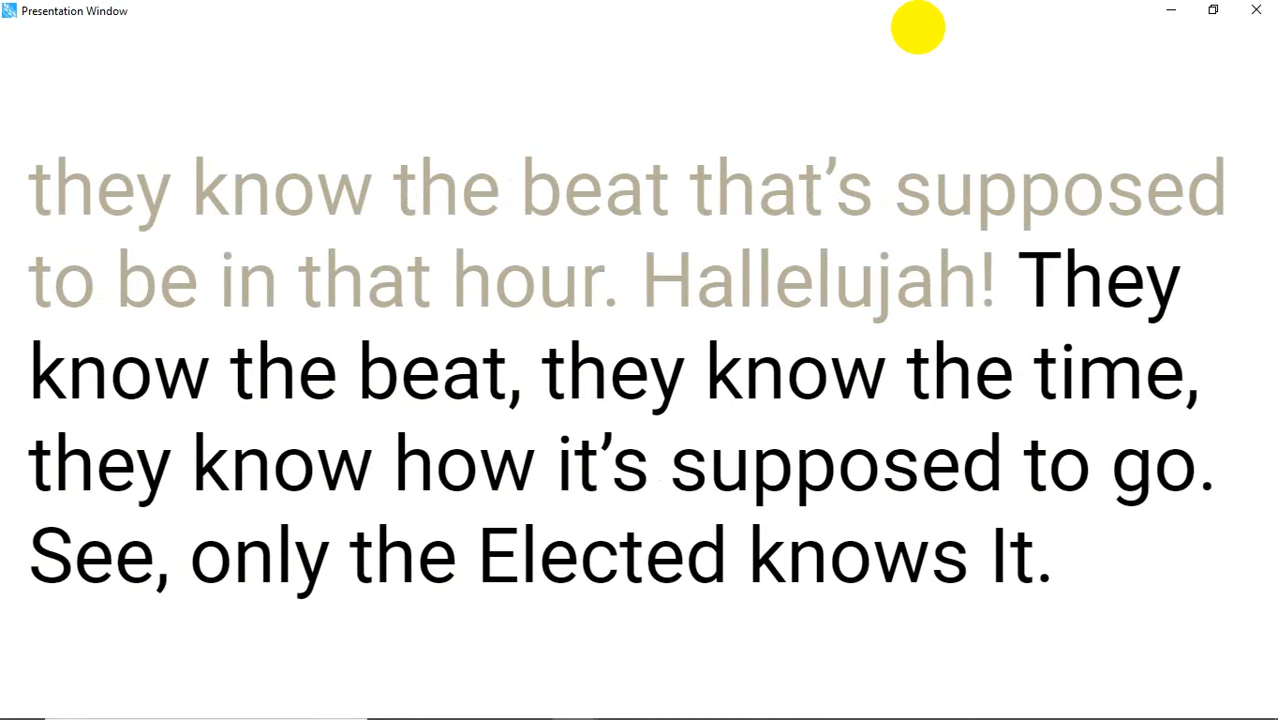 Presentation Window
they know the beat that’s supposed
to be in that hour. Hallelujah! They
know the beat, they know the time,
they know how it’s supposed to go.
See, only the Elected knows It.